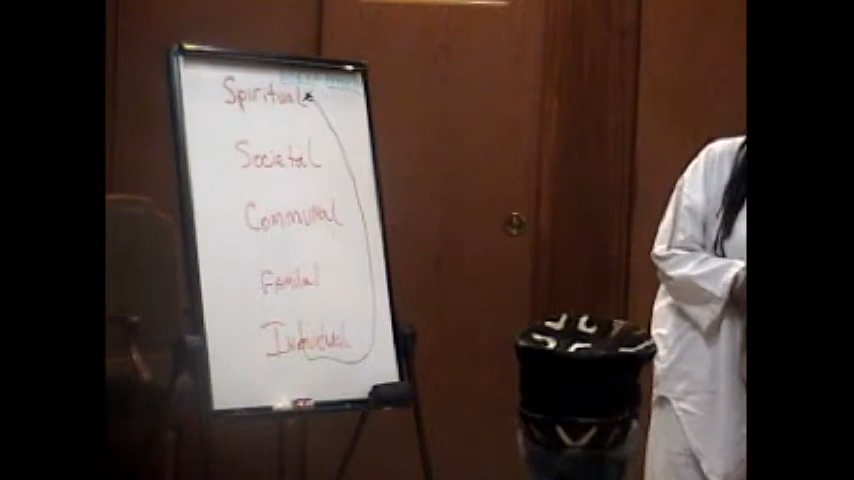 Spiritual
Societal
Communal
Familial
Individual